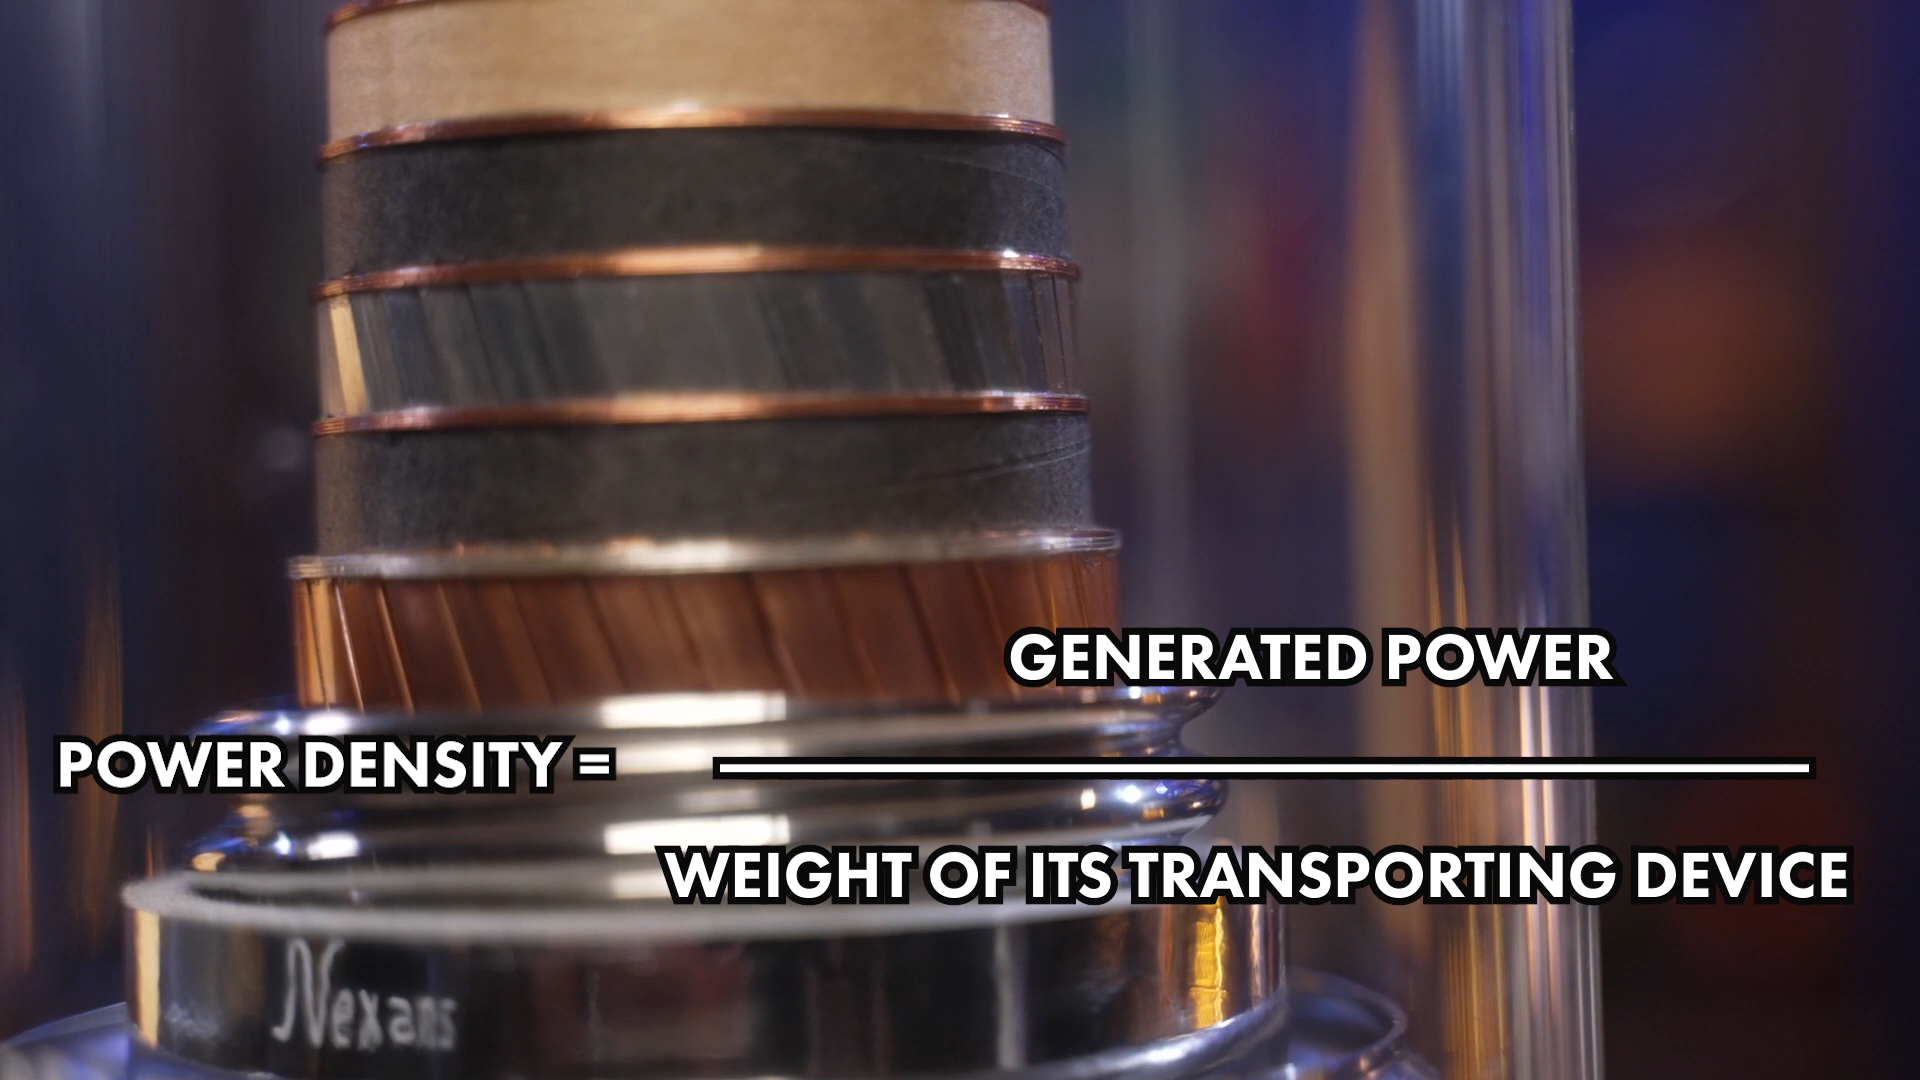 GENERATED POWER
POWER DENSITY =
WEIGHT OF ITS TRANSPORTING DEVICE
Nexans